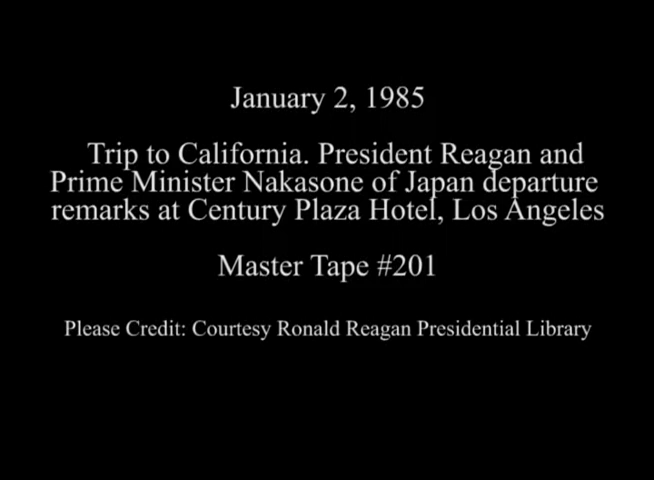 January 2, 1985
Trip to California. President Reagan and
Prime Minister Nakasone of Japan departure
remarks at Century Plaza Hotel, Los Angeles
Master Tape #201
Please Credit: Courtesy Ronald Reagan Presidential Library